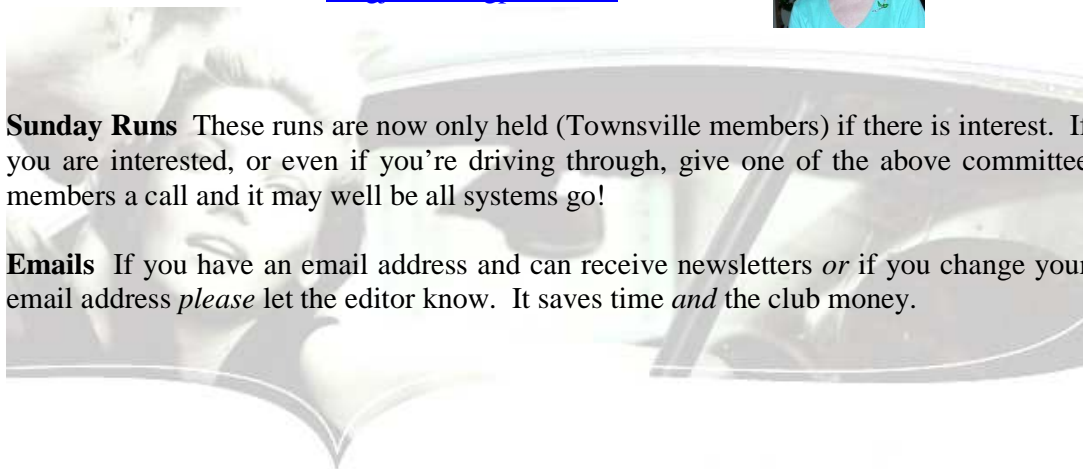 Sunday Runs These runs are now only held (Townsville members) if there is interest. If
you are interested, or even if you're driving through, give one of the above committee
members a call and it may well be all systems go!
Emails If you have an email address and can receive newsletters or if you change your
email address please let the editor know. It saves time and the club money.